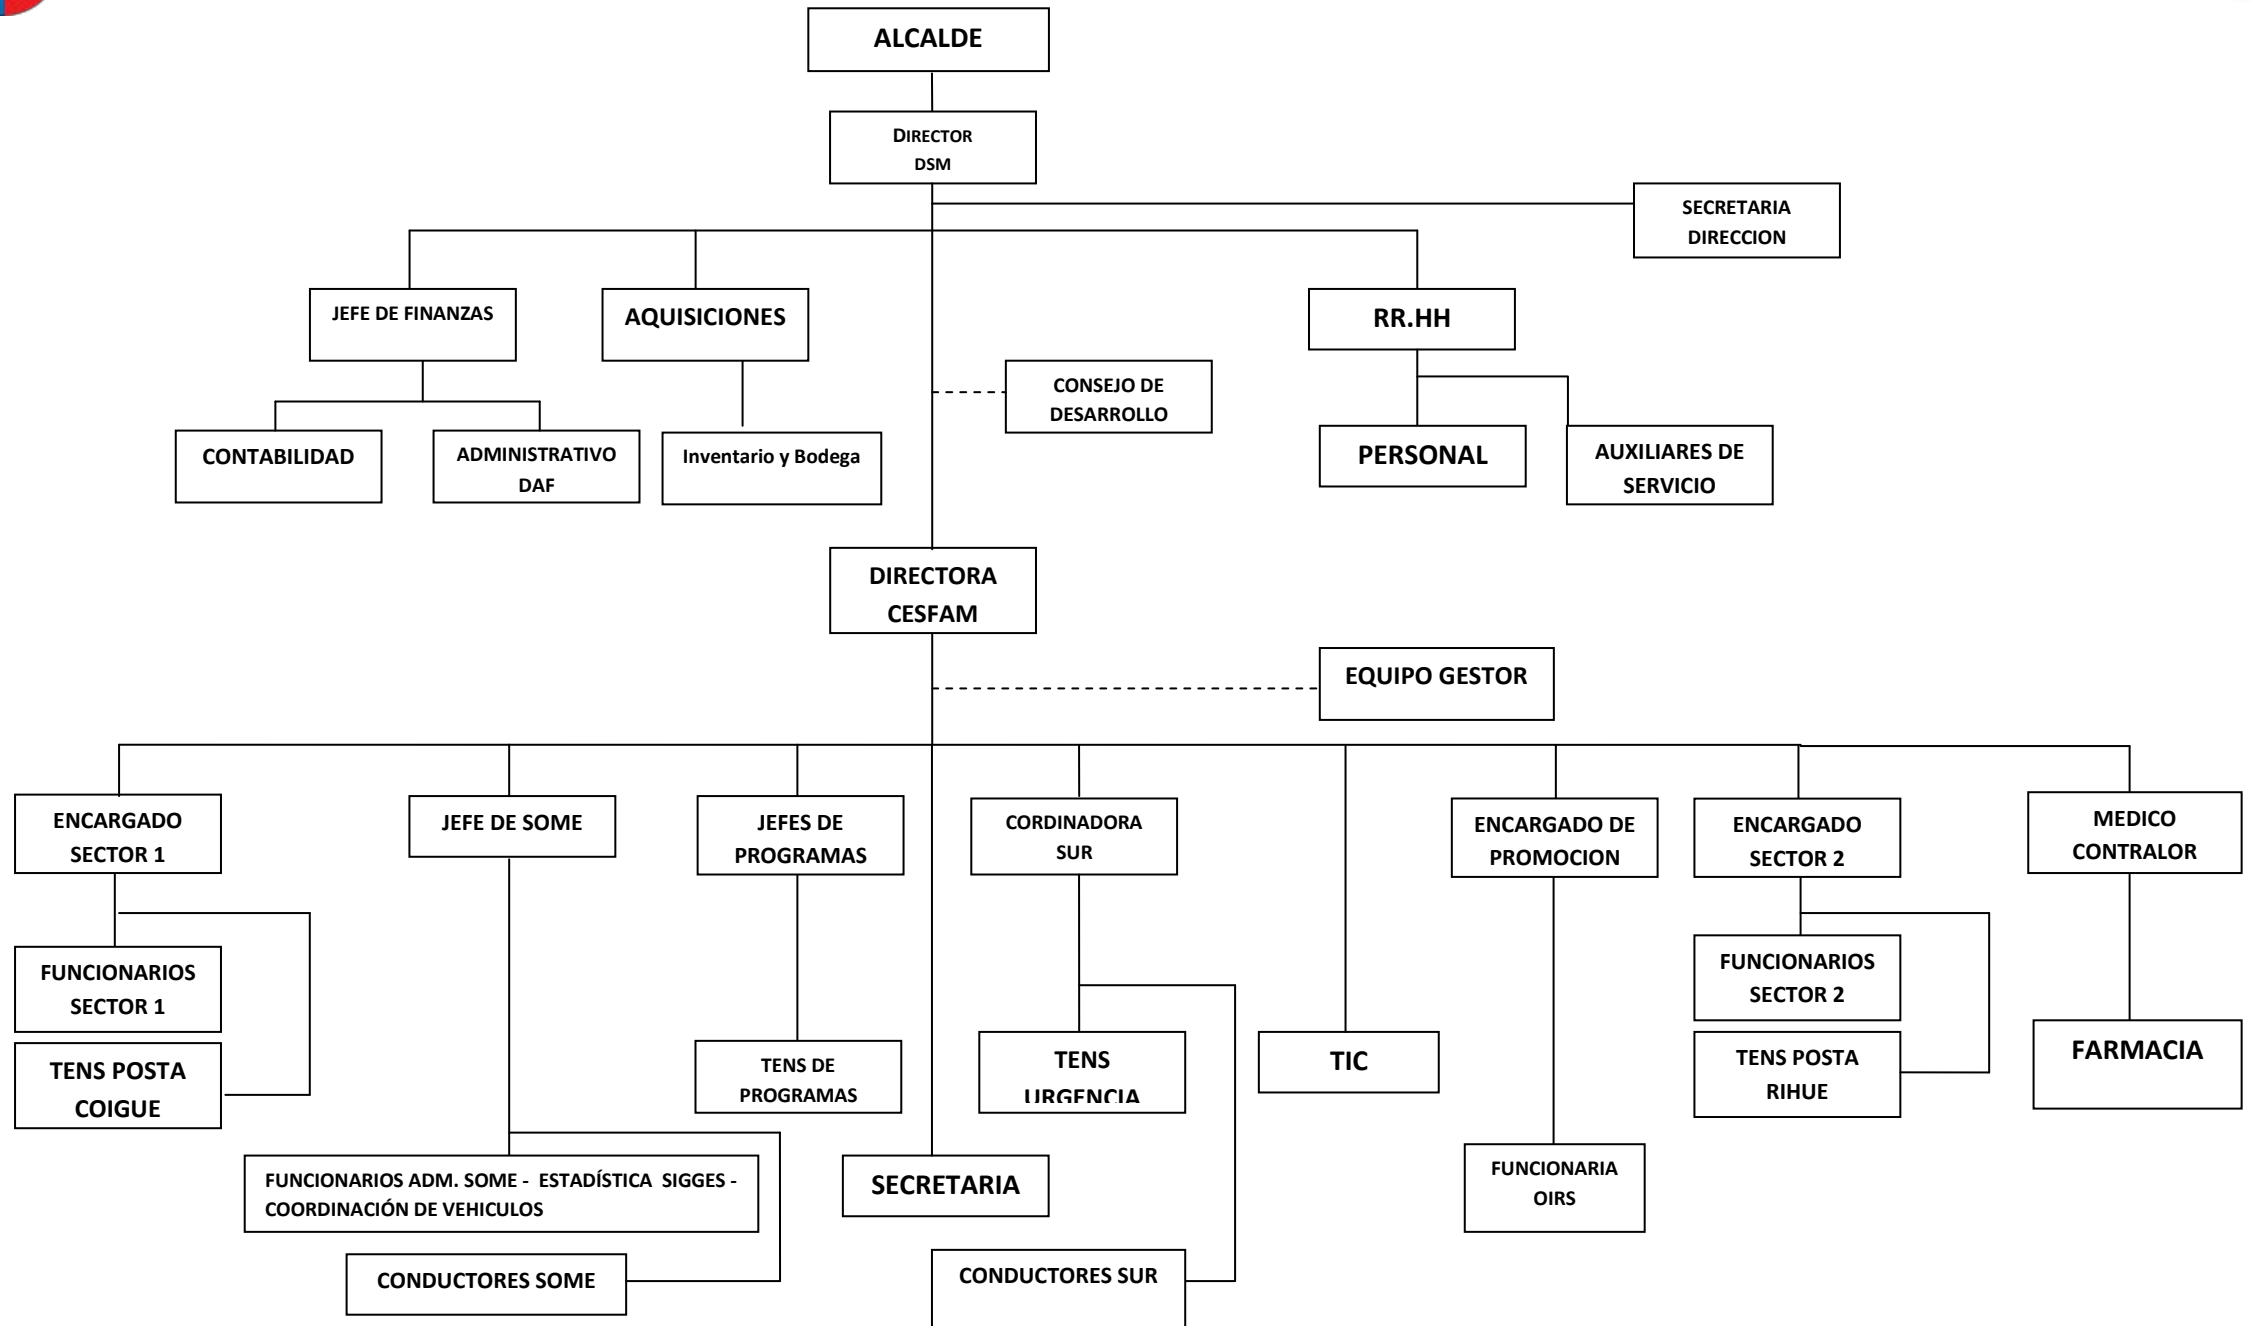 ALCALDE
DIRECTOR
DSM
SECRETARIA
DIRECCION
JEFE DE FINANZAS
AQUISICIONES
RR.HH
CONSEJO DE
DESARROLLO
CONTABILIDAD
ADMINISTRATIVO
DAF
Inventario y Bodega
PERSONAL
AUXILIARES DE
SERVICIO
DIRECTORA
CESFAM
EQUIPO GESTOR
ENCARGADO
SECTOR 1
JEFE DE SOME
JEFES DE
PROGRAMAS
CORDINADORA
SUR
ENCARGADO DE
PROMOCION
ENCARGADO
SECTOR 2
MEDICO
CONTRALOR
FUNCIONARIOS
SECTOR 1
FUNCIONARIOS
SECTOR 2
TENS POSTA
COIGUE
TENS DE
PROGRAMAS
TENS
URGENCIA
TIC
TENS POSTA
RIHUE
FARMACIA
FUNCIONARIOS ADM. SOME - ESTADÍSTICA SIGGES -
COORDINACIÓN DE VEHICULOS
SECRETARIA
FUNCIONARIA
OIRS
CONDUCTORES SOME
CONDUCTORES SUR